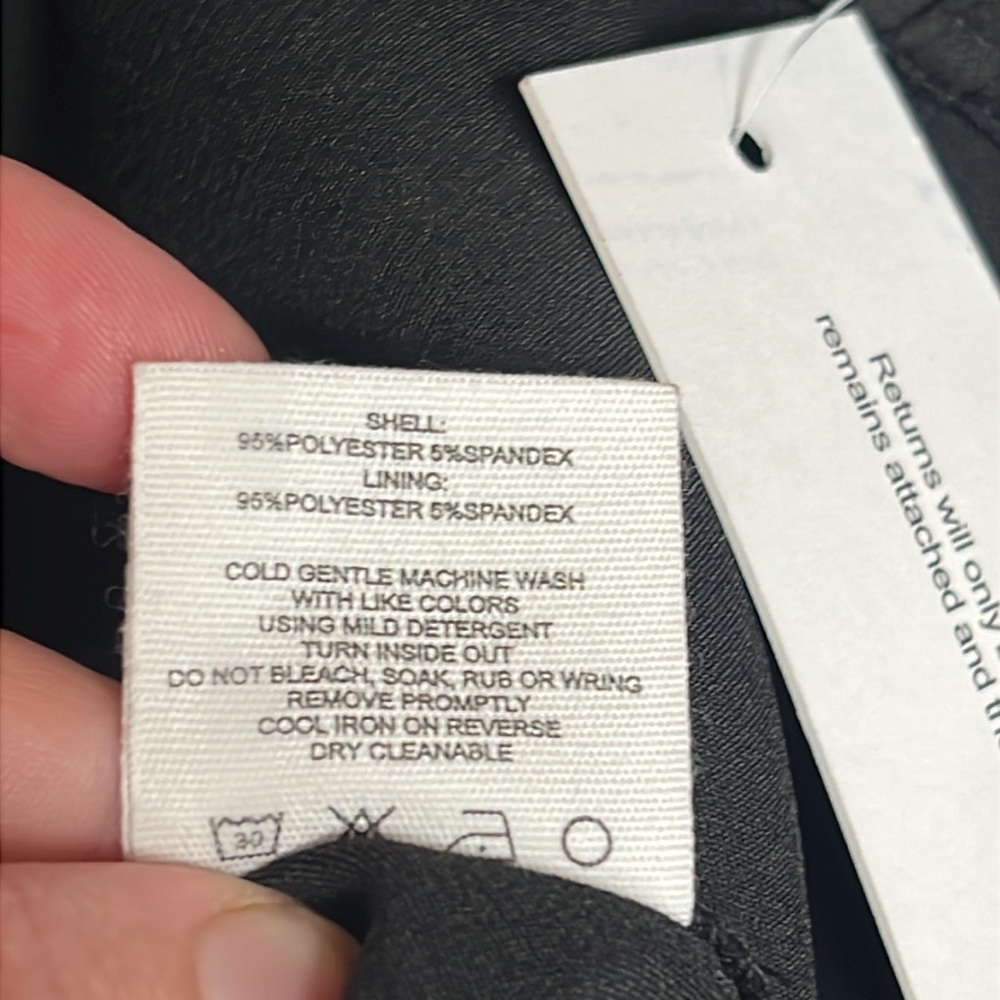 SHELL:
95%POLYESTER 5%SPANDEX
LINING:
95%POLYESTER 5%SPANDEX
COLD GENTLE MACHINE WASH
WITH LIKE COLORS
USING MILD DETERGENT
TURN INSIDE OUT
DO NOT BLEACH, SOAK, RUB OR WRING
REMOVE PROMPTLY
COOL IRON ON REVERSE
DRY CLEANABLE
30
Returns will only
remains attached and